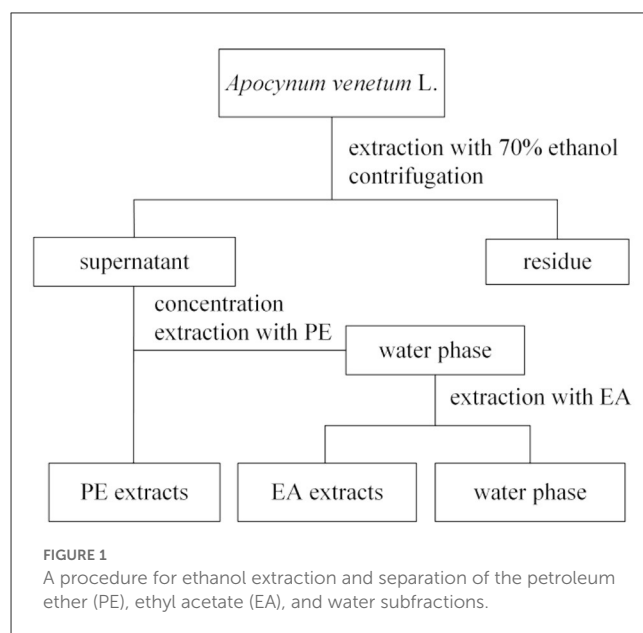 Apocynum venetum L.
extraction with 70% ethanol
contrifugation
supernatant
residue
concentration
extraction with PE
water phase
extraction with EA
PE extracts
EA extracts
water phase
FIGURE 1
A procedure for ethanol extraction and separation of the petroleum
ether (PE), ethyl acetate (EA), and water subfractions.